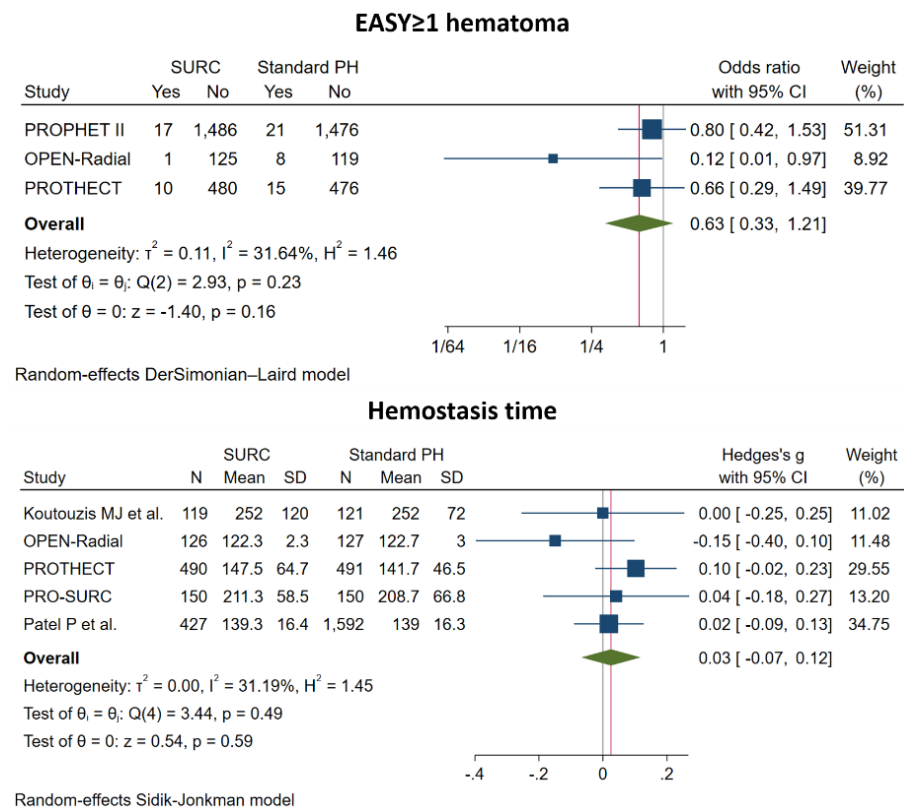 EASY≥1 hematoma
SURC Standard PH Odds ratio Weight
Study Yes No Yes No with 95% CI (%)
PROPHET II 17 1,486 21 1,476 0.80 [ 0.42, 1.53] 51.31
OPEN-Radial 1 125 8 119 0.12 [ 0.01, 0.97] 8.92
PROTHECT 10 480 15 476 0.66 [ 0.29, 1.49] 39.77
Overall 0.63 [ 0.33, 1.21]
Heterogeneity: τ² = 0.11, I² = 31.64%, H² = 1.46
Test of θᵢ = θⱼ: Q(2) = 2.93, p = 0.23
Test of θ = 0: z = -1.40, p = 0.16
1/64 1/16 1/4 1
Random-effects DerSimonian–Laird model
Hemostasis time
SURC Standard PH Hedges's g Weight
Study N Mean SD N Mean SD with 95% CI (%)
Koutouzis MJ et al. 119 252 120 121 252 72 0.00 [ -0.25, 0.25] 11.02
OPEN-Radial 126 122.3 2.3 127 122.7 3 -0.15 [ -0.40, 0.10] 11.48
PROTHECT 490 147.5 64.7 491 141.7 46.5 0.10 [ -0.02, 0.23] 29.55
PRO-SURC 150 211.3 58.5 150 208.7 66.8 0.04 [ -0.18, 0.27] 13.20
Patel P et al. 427 139.3 16.4 1,592 139 16.3 0.02 [ -0.09, 0.13] 34.75
Overall 0.03 [ -0.07, 0.12]
Heterogeneity: τ² = 0.00, I² = 31.19%, H² = 1.45
Test of θᵢ = θⱼ: Q(4) = 3.44, p = 0.49
Test of θ = 0: z = 0.54, p = 0.59
-.4 -.2 0 .2
Random-effects Sidik-Jonkman model